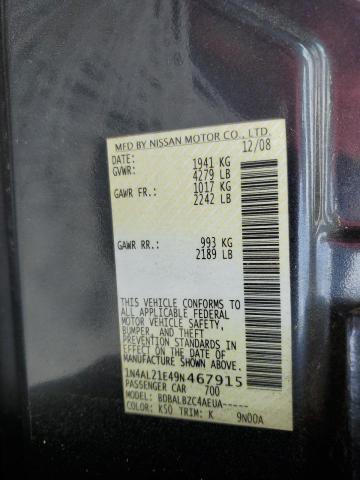 MFD BY NISSAN MOTOR CO., LTD.
DATE: 12/08
GVWR: 1941 KG
4279 LB
GAWR FR.: 1017 KG
2242 LB
GAWR RR.: 993 KG
2189 LB
THIS VEHICLE CONFORMS TO
ALL APPLICABLE FEDERAL
MOTOR VEHICLE SAFETY,
BUMPER, AND THEFT
PREVENTION STANDARDS IN
EFFECT ON THE DATE OF
MANUFACTURE SHOWN ABOVE.
1N4AL21E49N467915
PASSENGER CAR 700
MODEL: BDBALBZC4AEUA-----
COLOR: K50 TRIM: K 9N00A